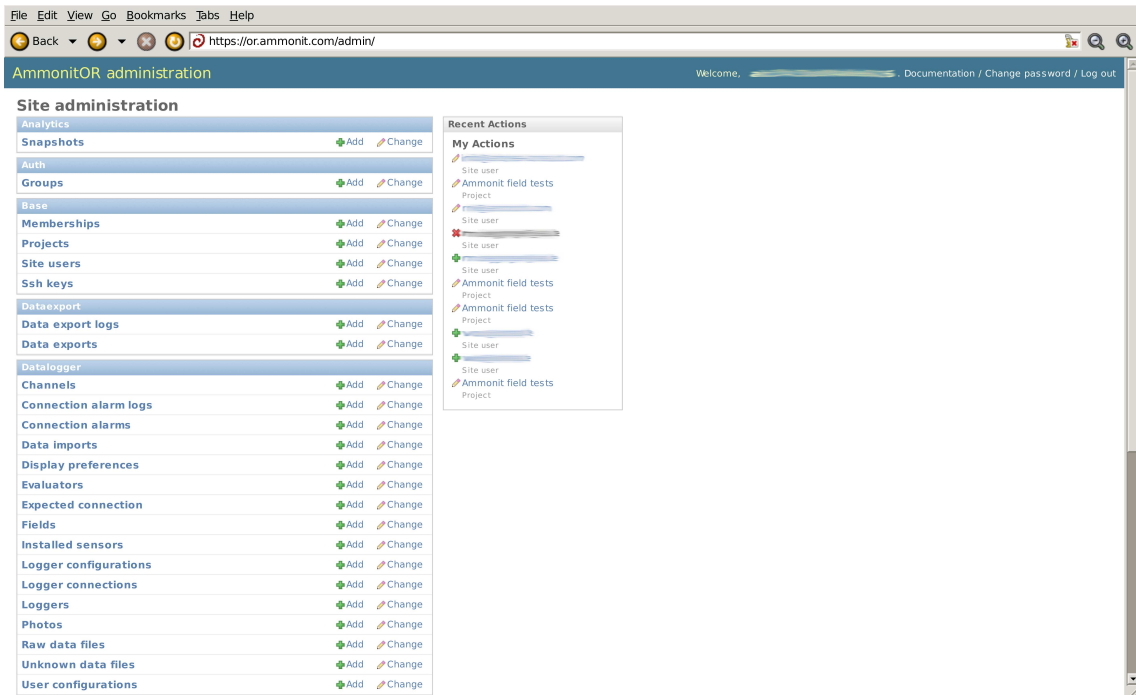 File Edit View Go Bookmarks Tabs Help
Back https://or.ammonit.com/admin/
AmmonitOR administration
Welcome, . Documentation / Change password / Log out
Site administration
Analytics
Snapshots Add Change
Auth
Groups Add Change
Base
Memberships Add Change
Projects Add Change
Site users Add Change
Ssh keys Add Change
Dataexport
Data export logs Add Change
Data exports Add Change
Datalogger
Channels Add Change
Connection alarm logs Add Change
Connection alarms Add Change
Data imports Add Change
Display preferences Add Change
Evaluators Add Change
Expected connection Add Change
Fields Add Change
Installed sensors Add Change
Logger configurations Add Change
Logger connections Add Change
Loggers Add Change
Photos Add Change
Raw data files Add Change
Unknown data files Add Change
User configurations Add Change
Recent Actions
My Actions
Site user
Ammonit field tests
Project
Site user
Site user
Site user
Ammonit field tests
Project
Ammonit field tests
Project
Site user
Site user
Ammonit field tests
Project